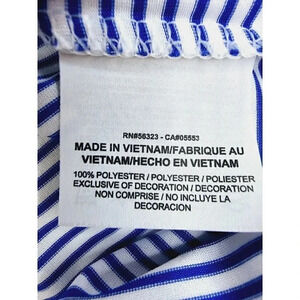 RN#56323 - CA#05553
MADE IN VIETNAM/FABRIQUE AU
VIETNAM/HECHO EN VIETNAM
100% POLYESTER / POLYESTER / POLIESTER
EXCLUSIVE OF DECORATION / DECORATION
NON COMPRISE / NO INCLUYE LA
DECORACION